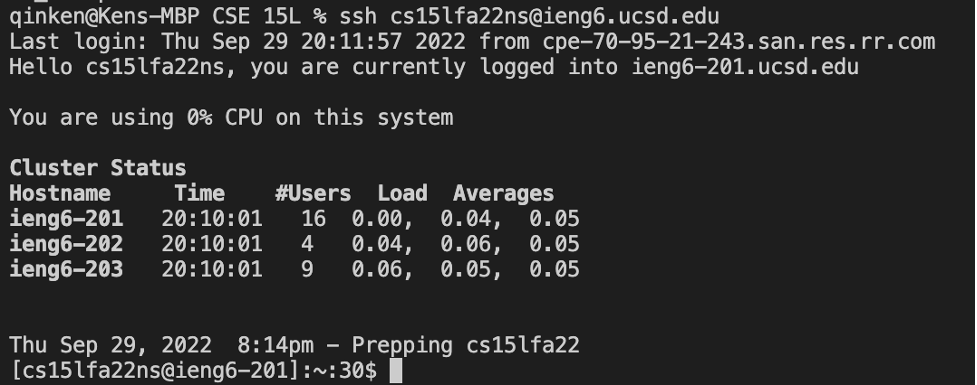 qinken@Kens-MBP CSE 15L % ssh cs15lfa22ns@ieng6.ucsd.edu
Last login: Thu Sep 29 20:11:57 2022 from cpe-70-95-21-243.san.res.rr.com
Hello cs15lfa22ns, you are currently logged into ieng6-201.ucsd.edu
You are using 0% CPU on this system
Cluster Status
Hostname     Time    #Users  Load  Averages
ieng6-201   20:10:01   16  0.00,  0.04,  0.05
ieng6-202   20:10:01   4   0.04,  0.06,  0.05
ieng6-203   20:10:01   9   0.06,  0.05,  0.05
Thu Sep 29, 2022  8:14pm - Prepping cs15lfa22
[cs15lfa22ns@ieng6-201]:~:30$